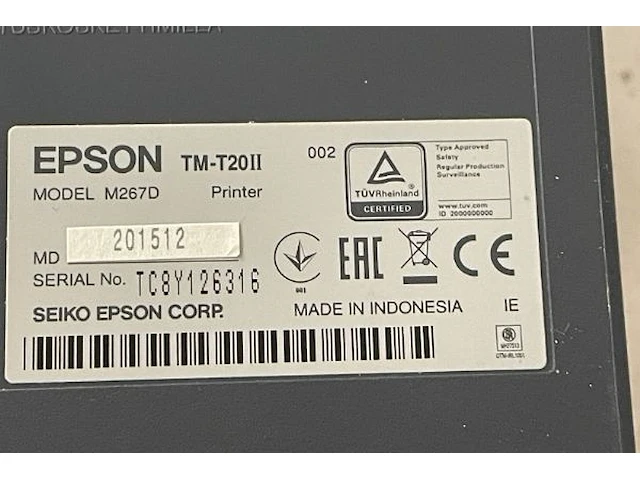 EPSON TM-T20II 002
MODEL M267D Printer
TÜVRheinland
CERTIFIED
Type Approved
Safety
Regular Production
Surveillance
www.tuv.com
ID 2000000000
MD 201512
SERIAL No. TC8Y126316
001
EAC
CE
SEIKO EPSON CORP.
MADE IN INDONESIA IE